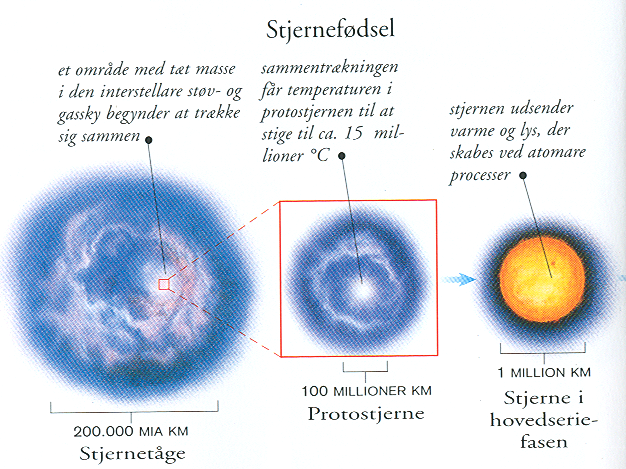 Stjernefødsel
et område med tæt masse
i den interstellare støv- og
gassky begynder at trække
sig sammen
sammentrækningen
får temperaturen i
protostjernen til at
stige til ca. 15 mil-
lioner °C
stjernen udsender
varme og lys, der
skabes ved atomare
processer
200.000 MIA KM
Stjernetåge
100 MILLIONER KM
Protostjerne
1 MILLION KM
Stjerne i
hovedserie-
fasen